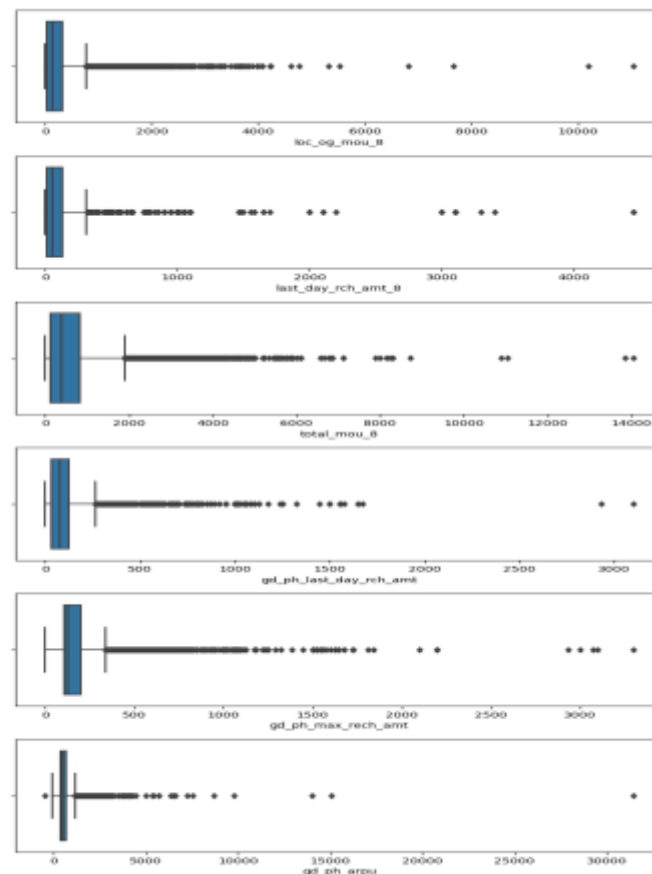 0 2000 4000 6000 8000 10000
loc_og_mou_8
0 1000 2000 3000 4000
last_day_rch_amt_8
0 2000 4000 6000 8000 10000 12000 14000
total_mou_8
0 500 1000 1500 2000 2500 3000
gd_ph_last_day_rch_amt
0 500 1000 1500 2000 2500 3000
gd_ph_max_rech_amt
0 5000 10000 15000 20000 25000 30000
gd_ph_arpu